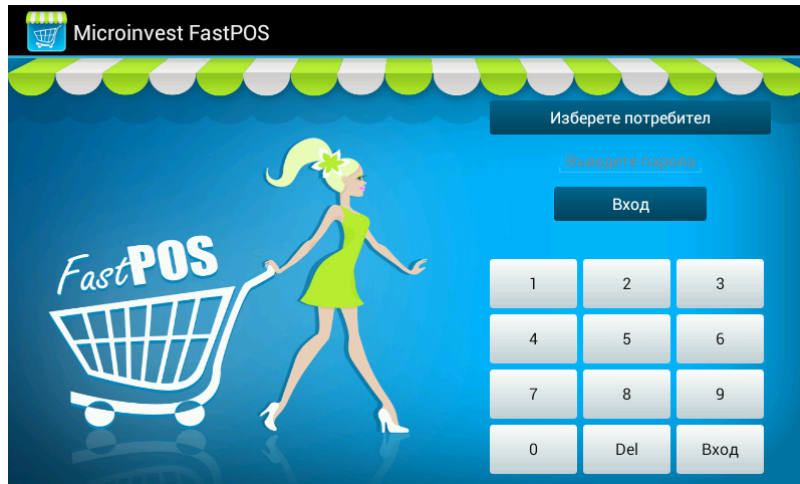 Microinvest FastPOS
Изберете потребител
Въведете парола
Вход
FastPOS
1 2 3
4 5 6
7 8 9
0 Del Вход